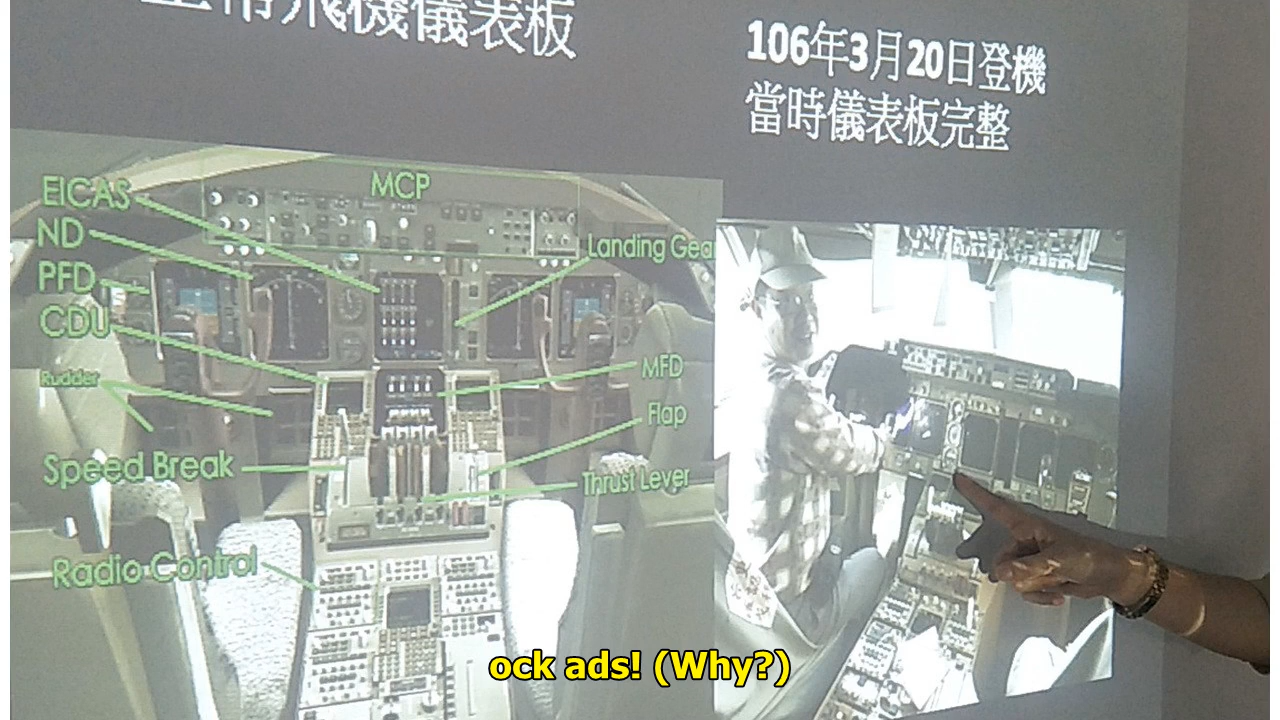 飛機儀表板
106年3月20日登機
當時儀表板完整
EICAS
MCP
ND
Landing Gear
PFD
CDU
MFD
Rudder
Flap
Speed Break
Thrust Lever
Radio Control
ock ads! (Why?)